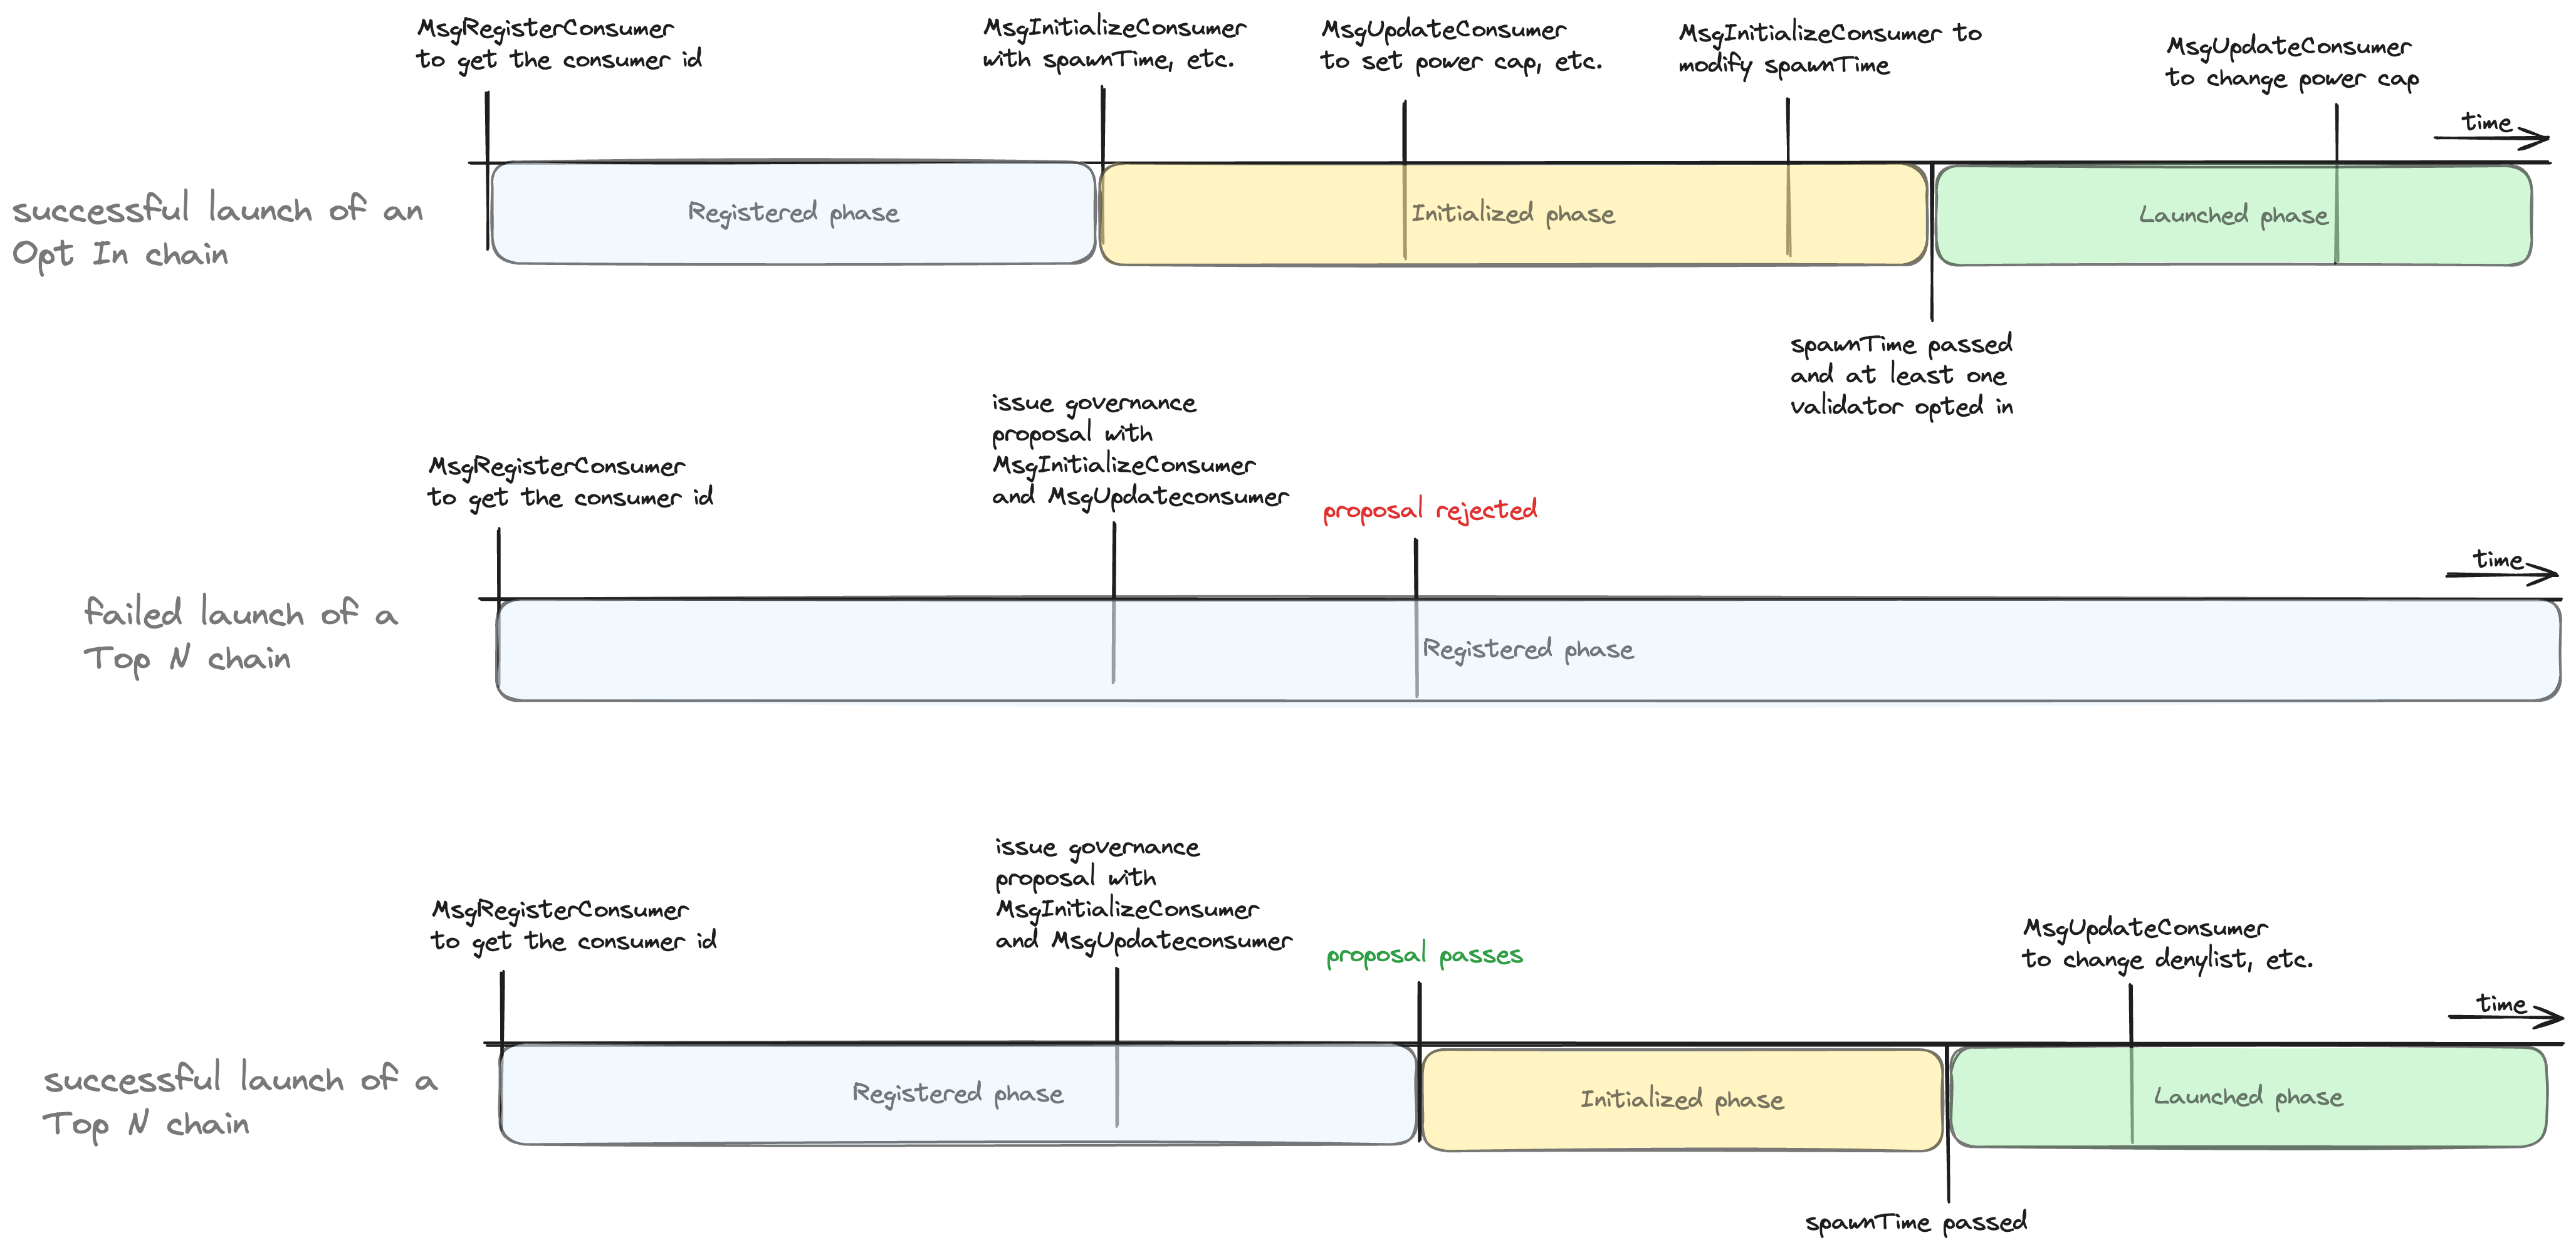 MsgRegisterConsumer
to get the consumer id
MsgInitializeConsumer
with spawnTime, etc.
MsgUpdateConsumer
to set power cap, etc.
MsgInitializeConsumer to
modify spawnTime
MsgUpdateConsumer
to change power cap
time
successful launch of an
Opt In chain
Registered phase
Initialized phase
Launched phase
spawnTime passed
and at least one
validator opted in
MsgRegisterConsumer
to get the consumer id
issue governance
proposal with
MsgInitializeConsumer
and MsgUpdateconsumer
proposal rejected
time
failed launch of a
Top N chain
Registered phase
MsgRegisterConsumer
to get the consumer id
issue governance
proposal with
MsgInitializeConsumer
and MsgUpdateconsumer
proposal passes
MsgUpdateConsumer
to change denylist, etc.
time
successful launch of a
Top N chain
Registered phase
Initialized phase
Launched phase
spawnTime passed